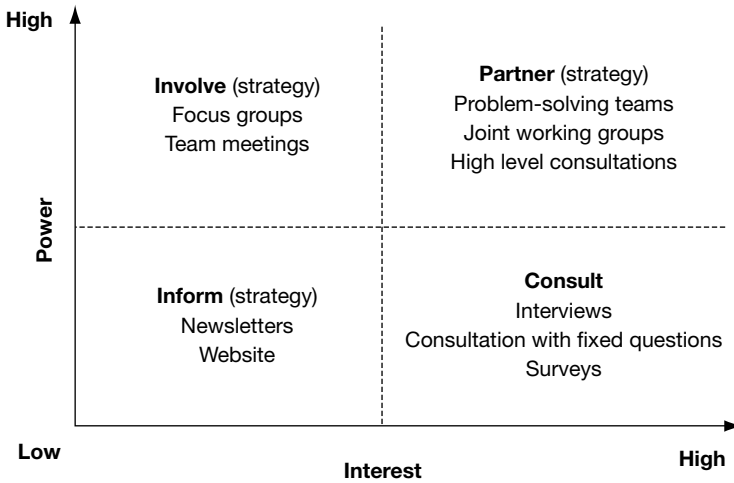 High
Involve (strategy)
Focus groups
Team meetings
Partner (strategy)
Problem-solving teams
Joint working groups
High level consultations
Power
Inform (strategy)
Newsletters
Website
Consult
Interviews
Consultation with fixed questions
Surveys
Low
Interest
High